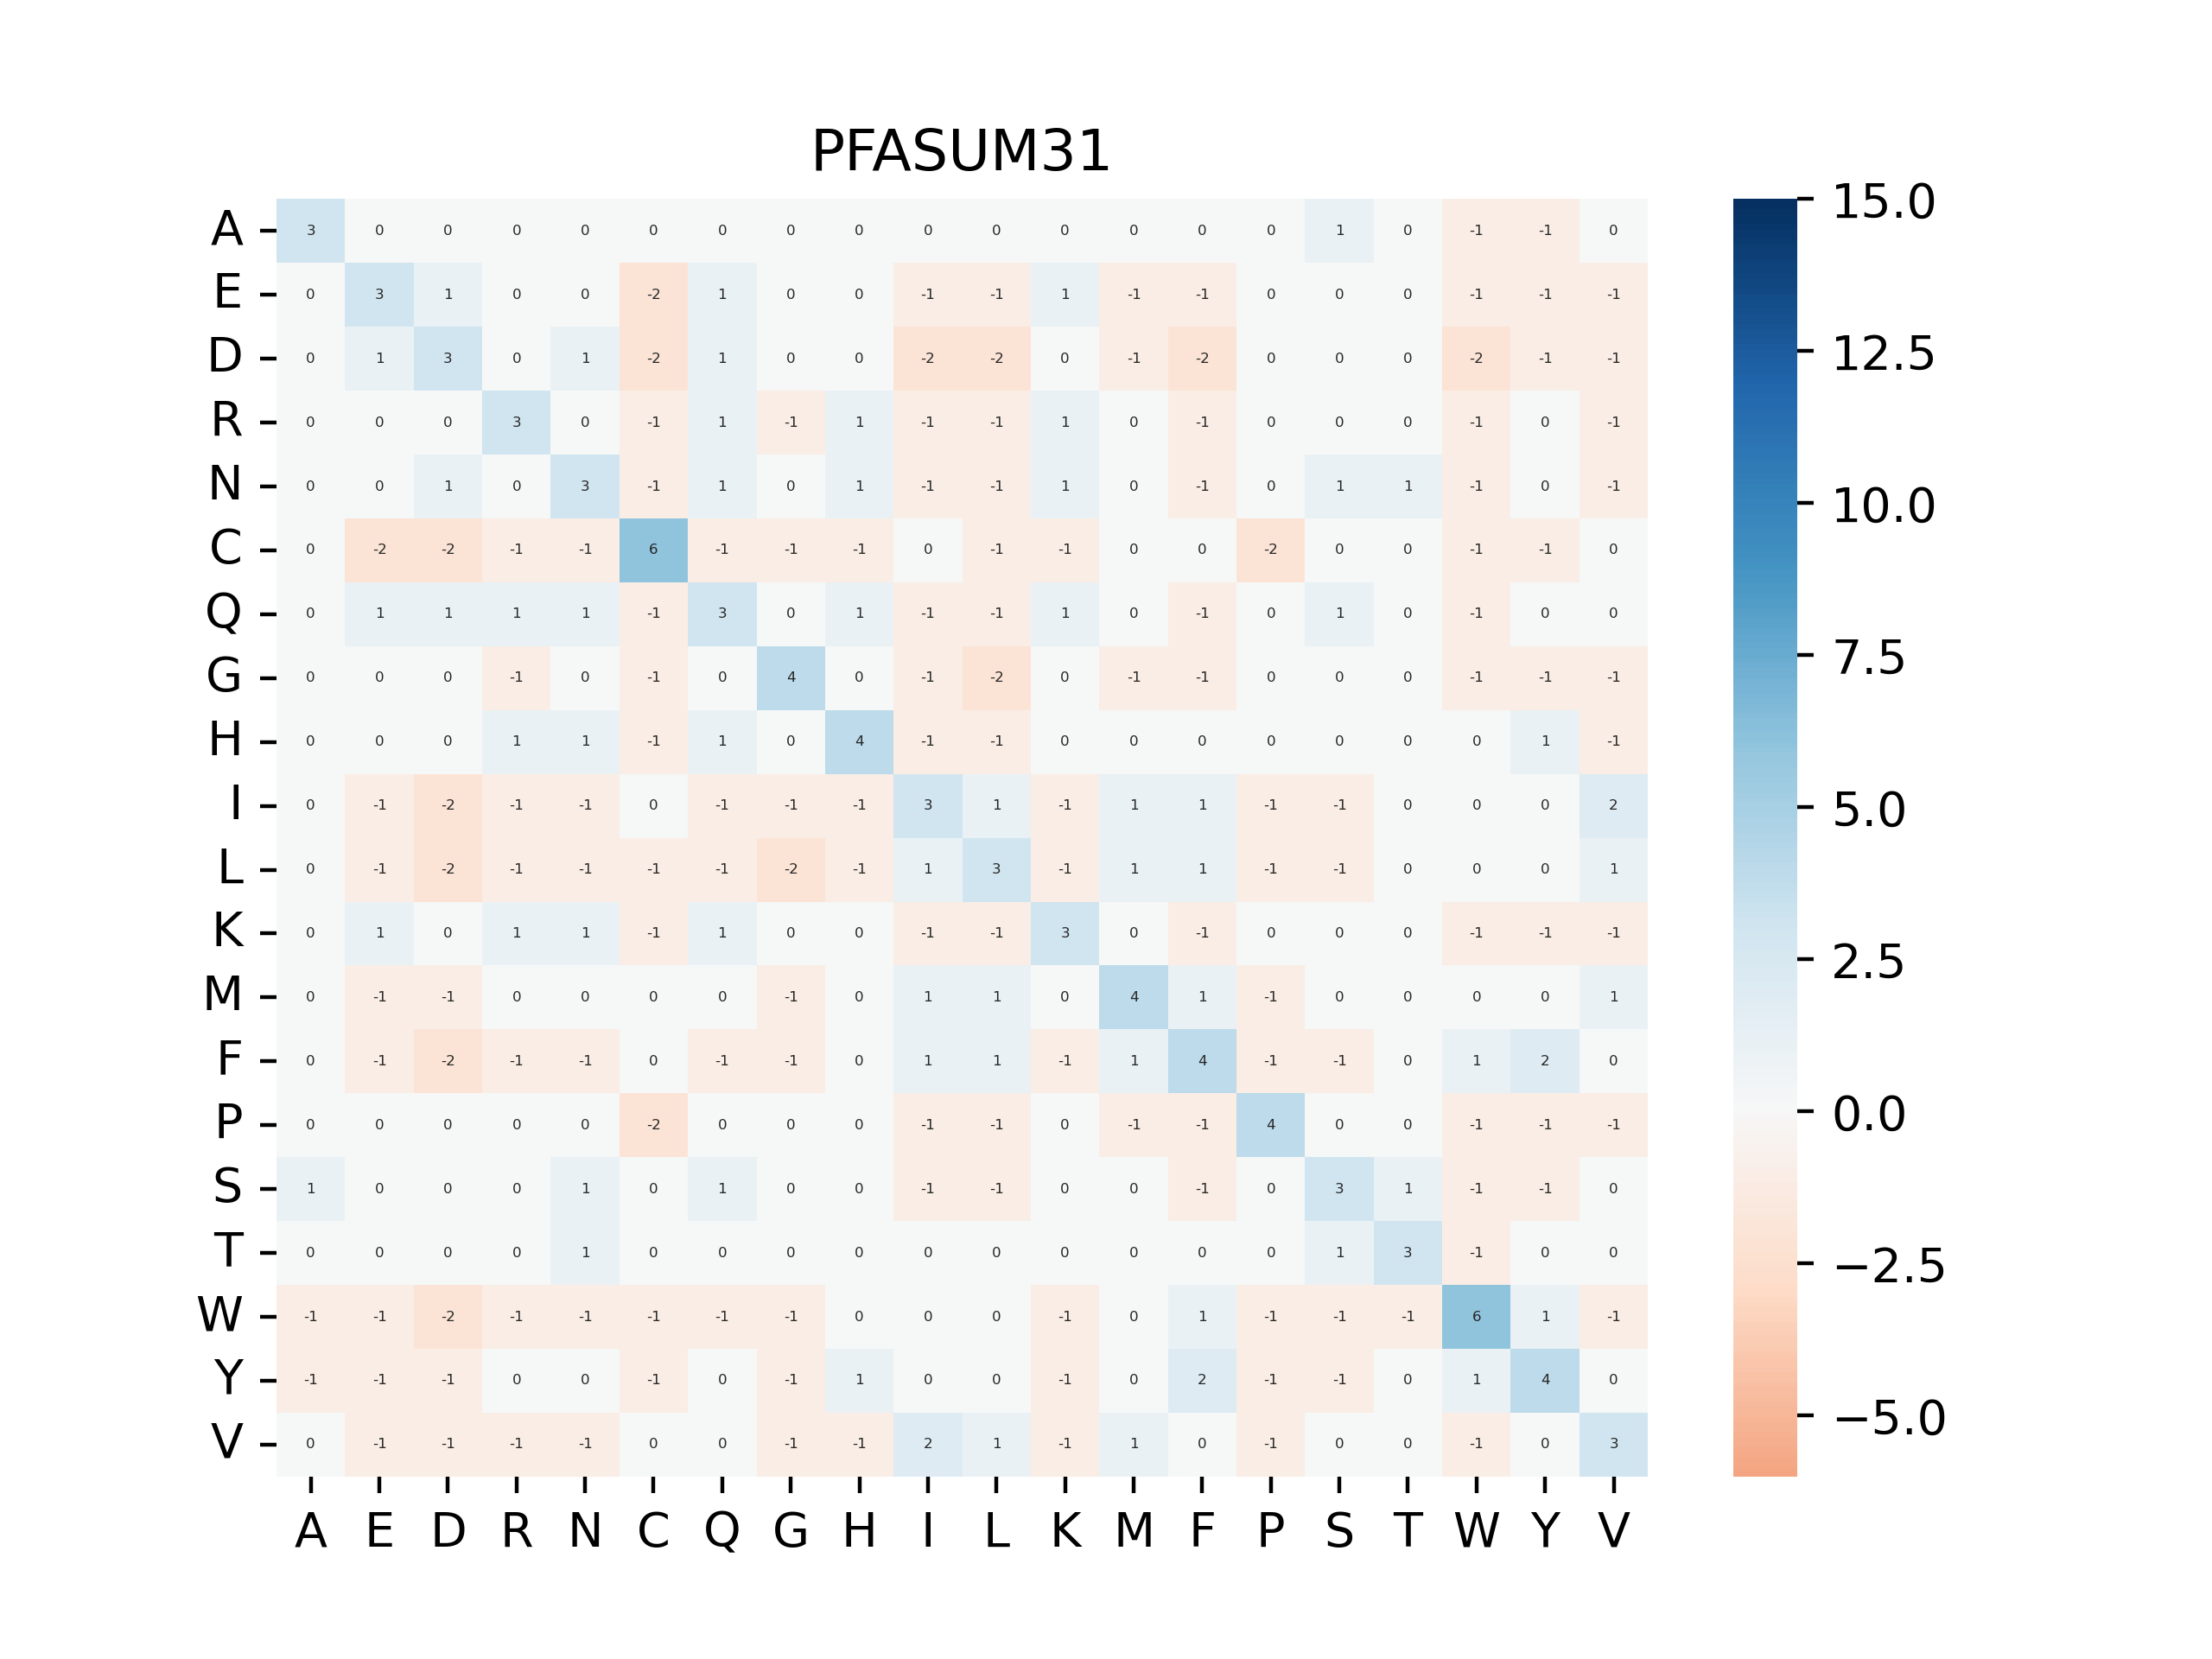 PFASUM31
A 3 0 0 0 0 0 0 0 0 0 0 0 0 0 0 1 0 -1 -1 0
E 0 3 1 0 0 -2 1 0 0 -1 -1 1 -1 -1 0 0 0 -1 -1 -1
D 0 1 3 0 1 -2 1 0 0 -2 -2 0 -1 -2 0 0 0 -2 -1 -1
R 0 0 0 3 0 -1 1 -1 1 -1 -1 1 0 -1 0 0 0 -1 0 -1
N 0 0 1 0 3 -1 1 0 1 -1 -1 1 0 -1 0 1 1 -1 0 -1
C 0 -2 -2 -1 -1 6 -1 -1 -1 0 -1 -1 0 0 -2 0 0 -1 -1 0
Q 0 1 1 1 1 -1 3 0 1 -1 -1 1 0 -1 0 1 0 -1 0 0
G 0 0 0 -1 0 -1 0 4 0 -1 -2 0 -1 -1 0 0 0 -1 -1 -1
H 0 0 0 1 1 -1 1 0 4 -1 -1 0 0 0 0 0 0 0 1 -1
I 0 -1 -2 -1 -1 0 -1 -1 -1 3 1 -1 1 1 -1 -1 0 0 0 2
L 0 -1 -2 -1 -1 -1 -1 -2 -1 1 3 -1 1 1 -1 -1 0 0 0 1
K 0 1 0 1 1 -1 1 0 0 -1 -1 3 0 -1 0 0 0 -1 -1 -1
M 0 -1 -1 0 0 0 0 -1 0 1 1 0 4 1 -1 0 0 0 0 1
F 0 -1 -2 -1 -1 0 -1 -1 0 1 1 -1 1 4 -1 -1 0 1 2 0
P 0 0 0 0 0 -2 0 0 0 -1 -1 0 -1 -1 4 0 0 -1 -1 -1
S 1 0 0 0 1 0 1 0 0 -1 -1 0 0 -1 0 3 1 -1 -1 0
T 0 0 0 0 1 0 0 0 0 0 0 0 0 0 0 1 3 -1 0 0
W -1 -1 -2 -1 -1 -1 -1 -1 0 0 0 -1 0 1 -1 -1 -1 6 1 -1
Y -1 -1 -1 0 0 -1 0 -1 1 0 0 -1 0 2 -1 -1 0 1 4 0
V 0 -1 -1 -1 -1 0 0 -1 -1 2 1 -1 1 0 -1 0 0 -1 0 3
A E D R N C Q G H I L K M F P S T W Y V
15.0
12.5
10.0
7.5
5.0
2.5
0.0
−2.5
−5.0